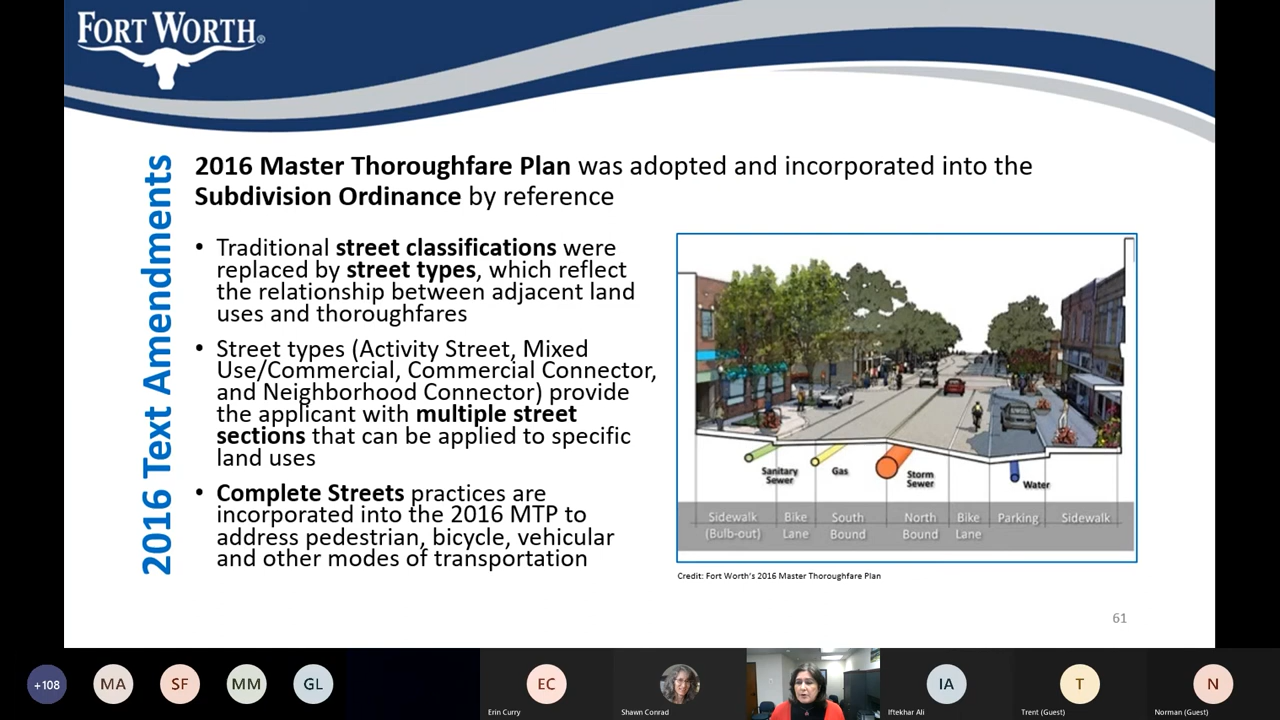 FORT WORTH®
2016 Text Amendments
2016 Master Thoroughfare Plan was adopted and incorporated into the
Subdivision Ordinance by reference
• Traditional street classifications were
replaced by street types, which reflect
the relationship between adjacent land
uses and thoroughfares
• Street types (Activity Street, Mixed
Use/Commercial, Commercial Connector,
and Neighborhood Connector) provide
the applicant with multiple street
sections that can be applied to specific
land uses
• Complete Streets practices are
incorporated into the 2016 MTP to
address pedestrian, bicycle, vehicular
and other modes of transportation
Sanitary
Sewer
Gas
Storm
Sewer
Water
Sidewalk
(Bulb-out)
Bike
Lane
South
Bound
North
Bound
Bike
Lane
Parking
Sidewalk
Credit: Fort Worth's 2016 Master Thoroughfare Plan
61
+108
MA
SF
MM
GL
EC
Erin Curry
Shawn Conrad
IA
Iftekhar Ali
T
Trent (Guest)
N
Norman (Guest)